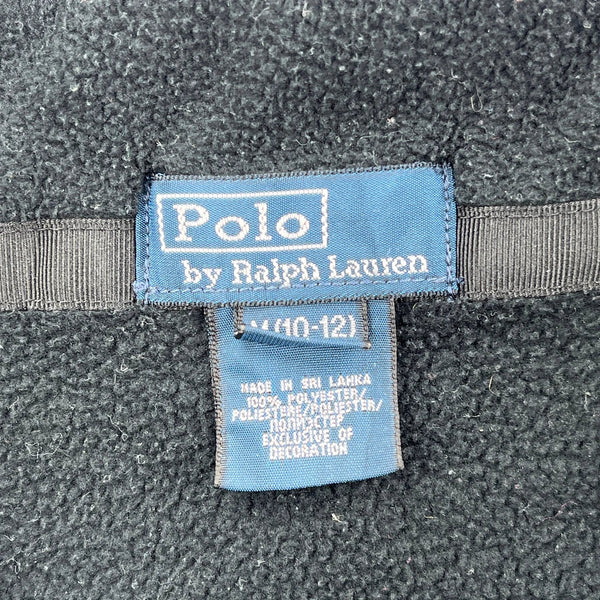 Polo
by Ralph Lauren
(10-12)
MADE IN SRI LANKA
100% POLYESTER/
POLIESTERE/POLIESTER/
ПОЛИЭСТЕР
EXCLUSIVE OF
DECORATION